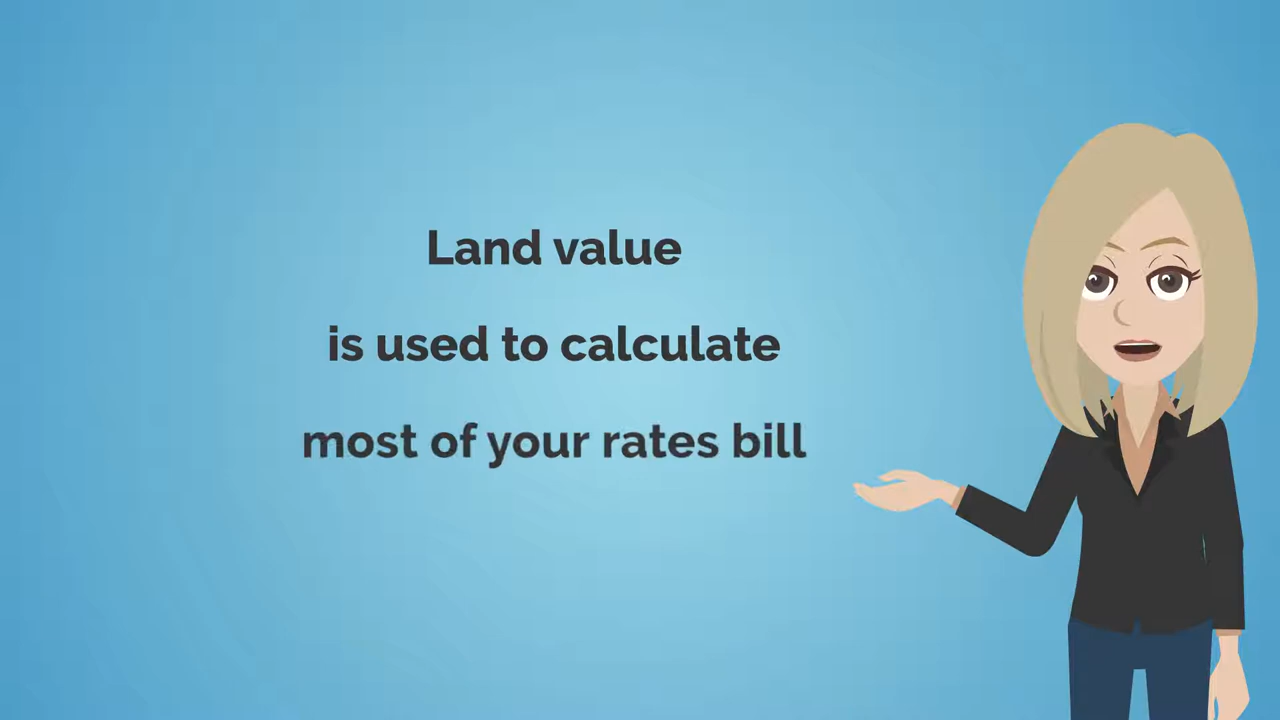 Land value
is used to calculate
most of your rates bill